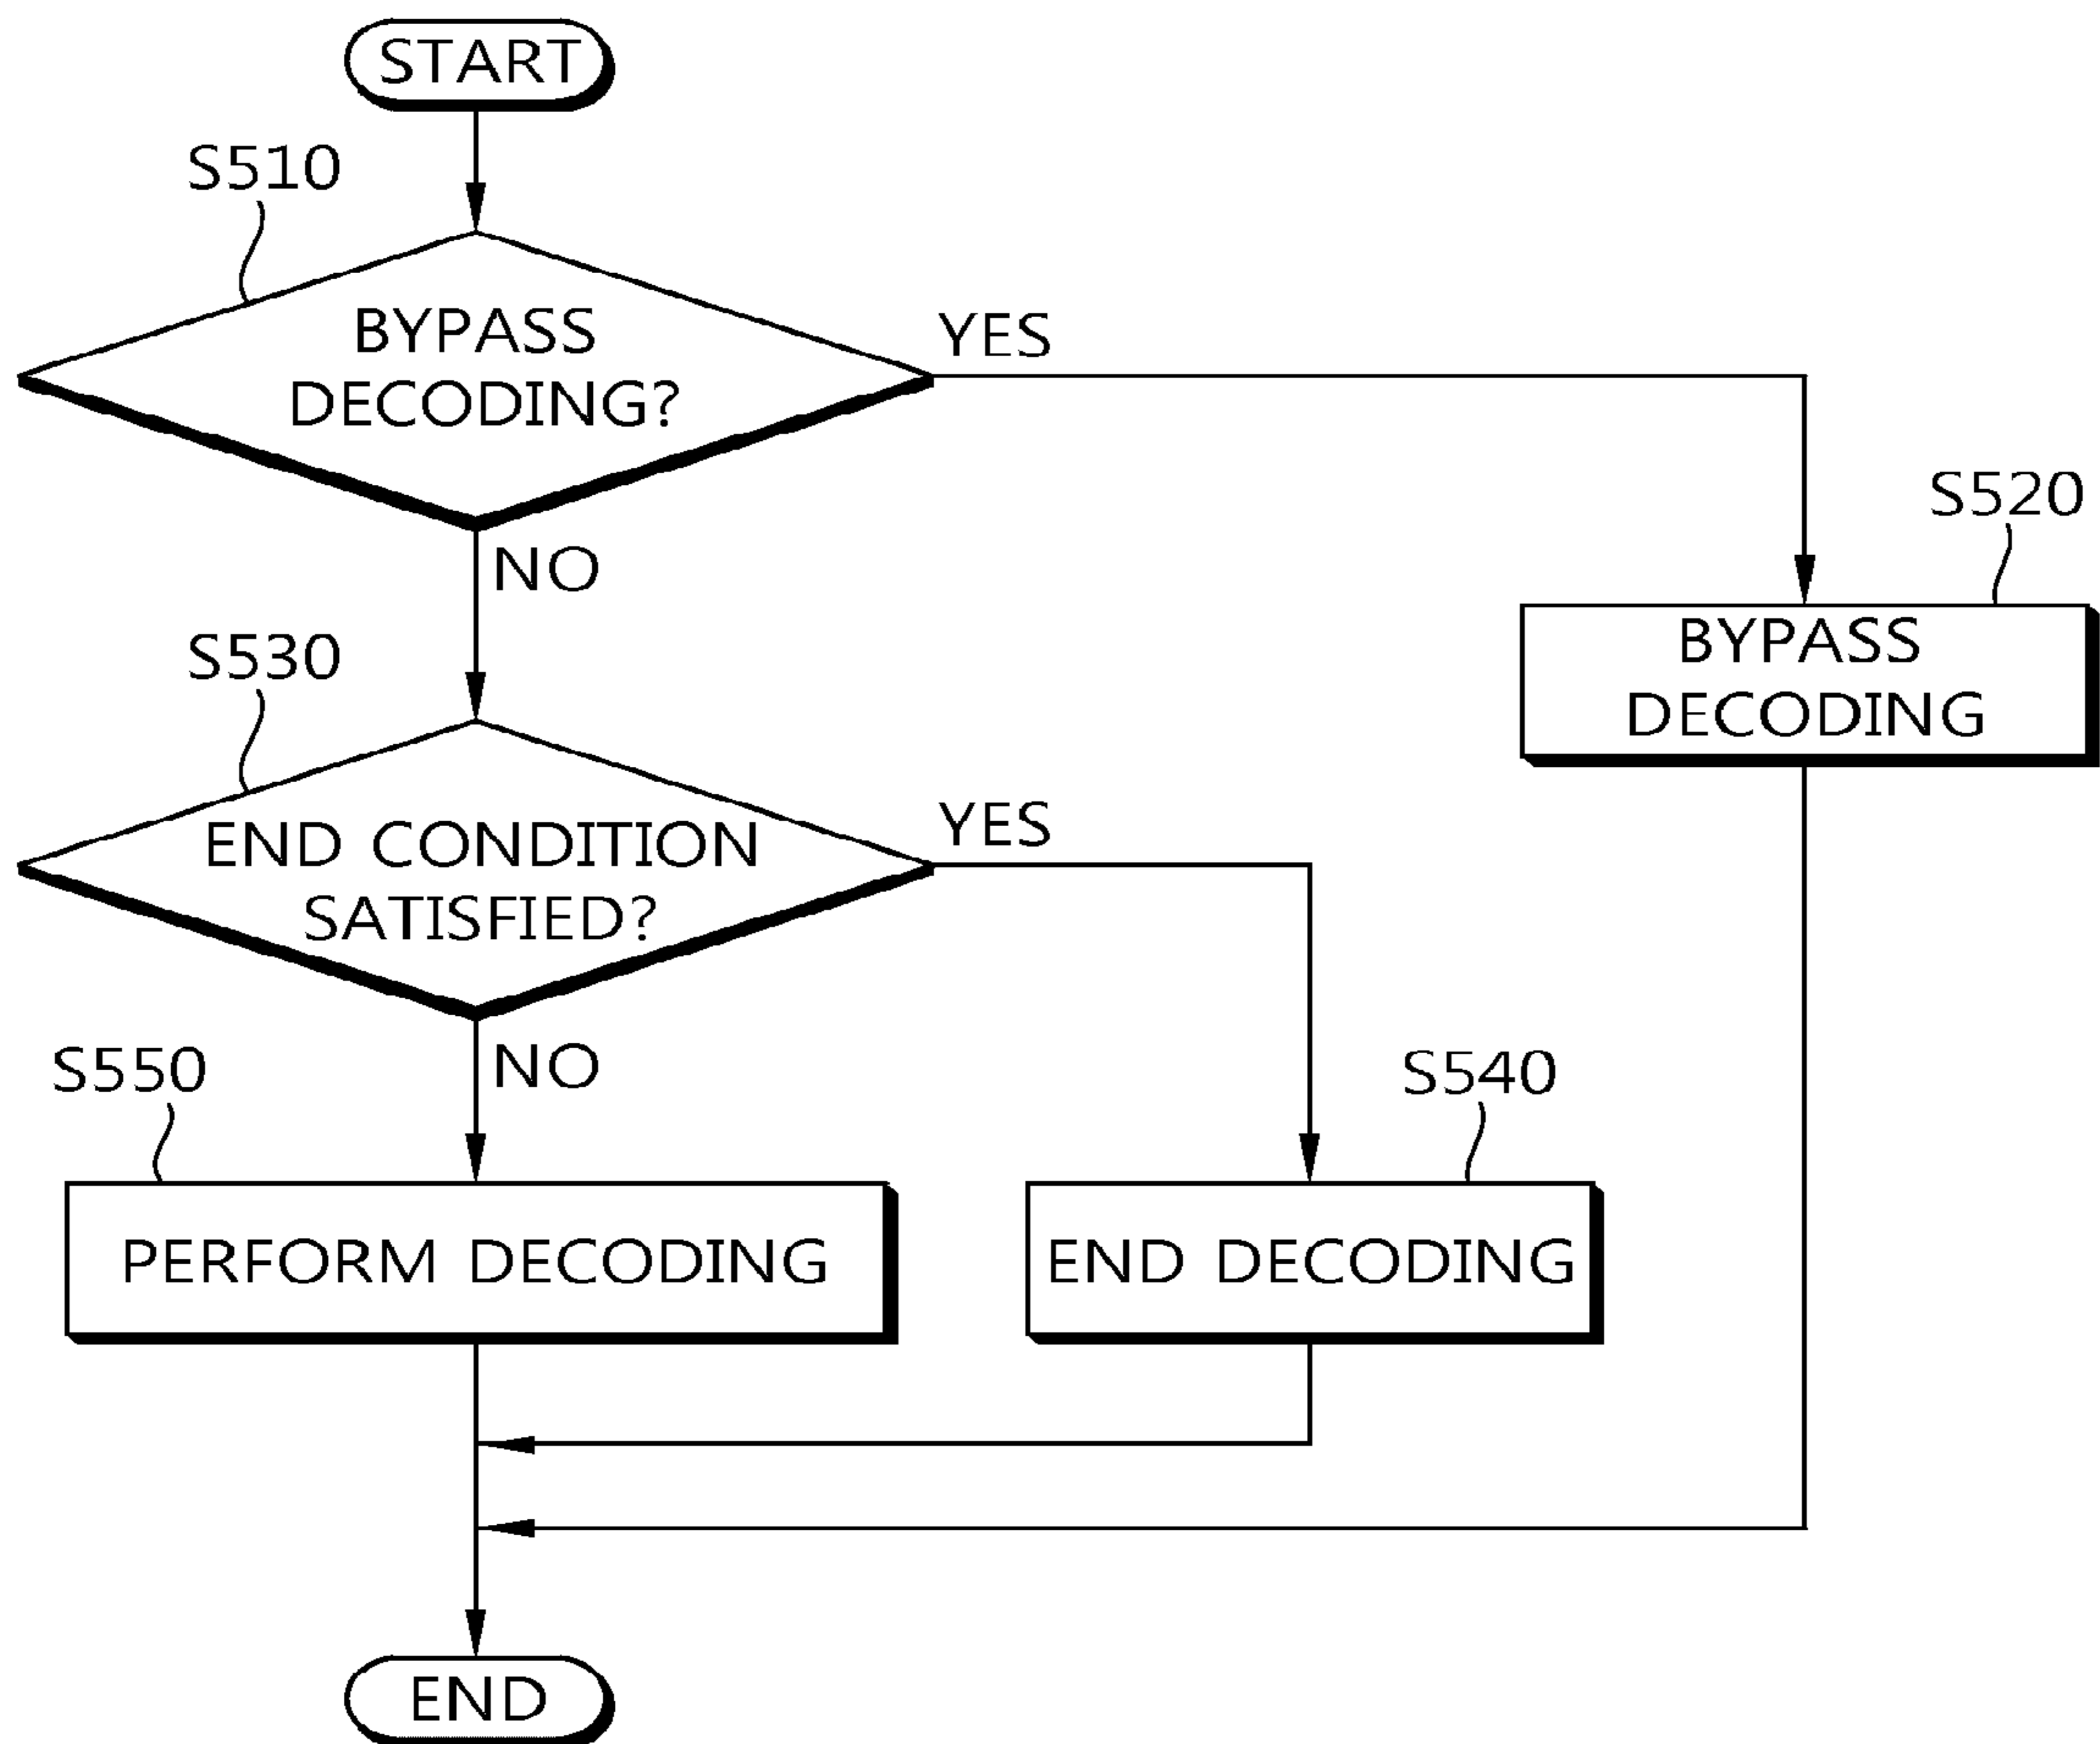 START
S510
BYPASS
DECODING?
YES
NO
S520
BYPASS
DECODING
S530
END CONDITION
SATISFIED?
YES
NO
S550
PERFORM DECODING
S540
END DECODING
END